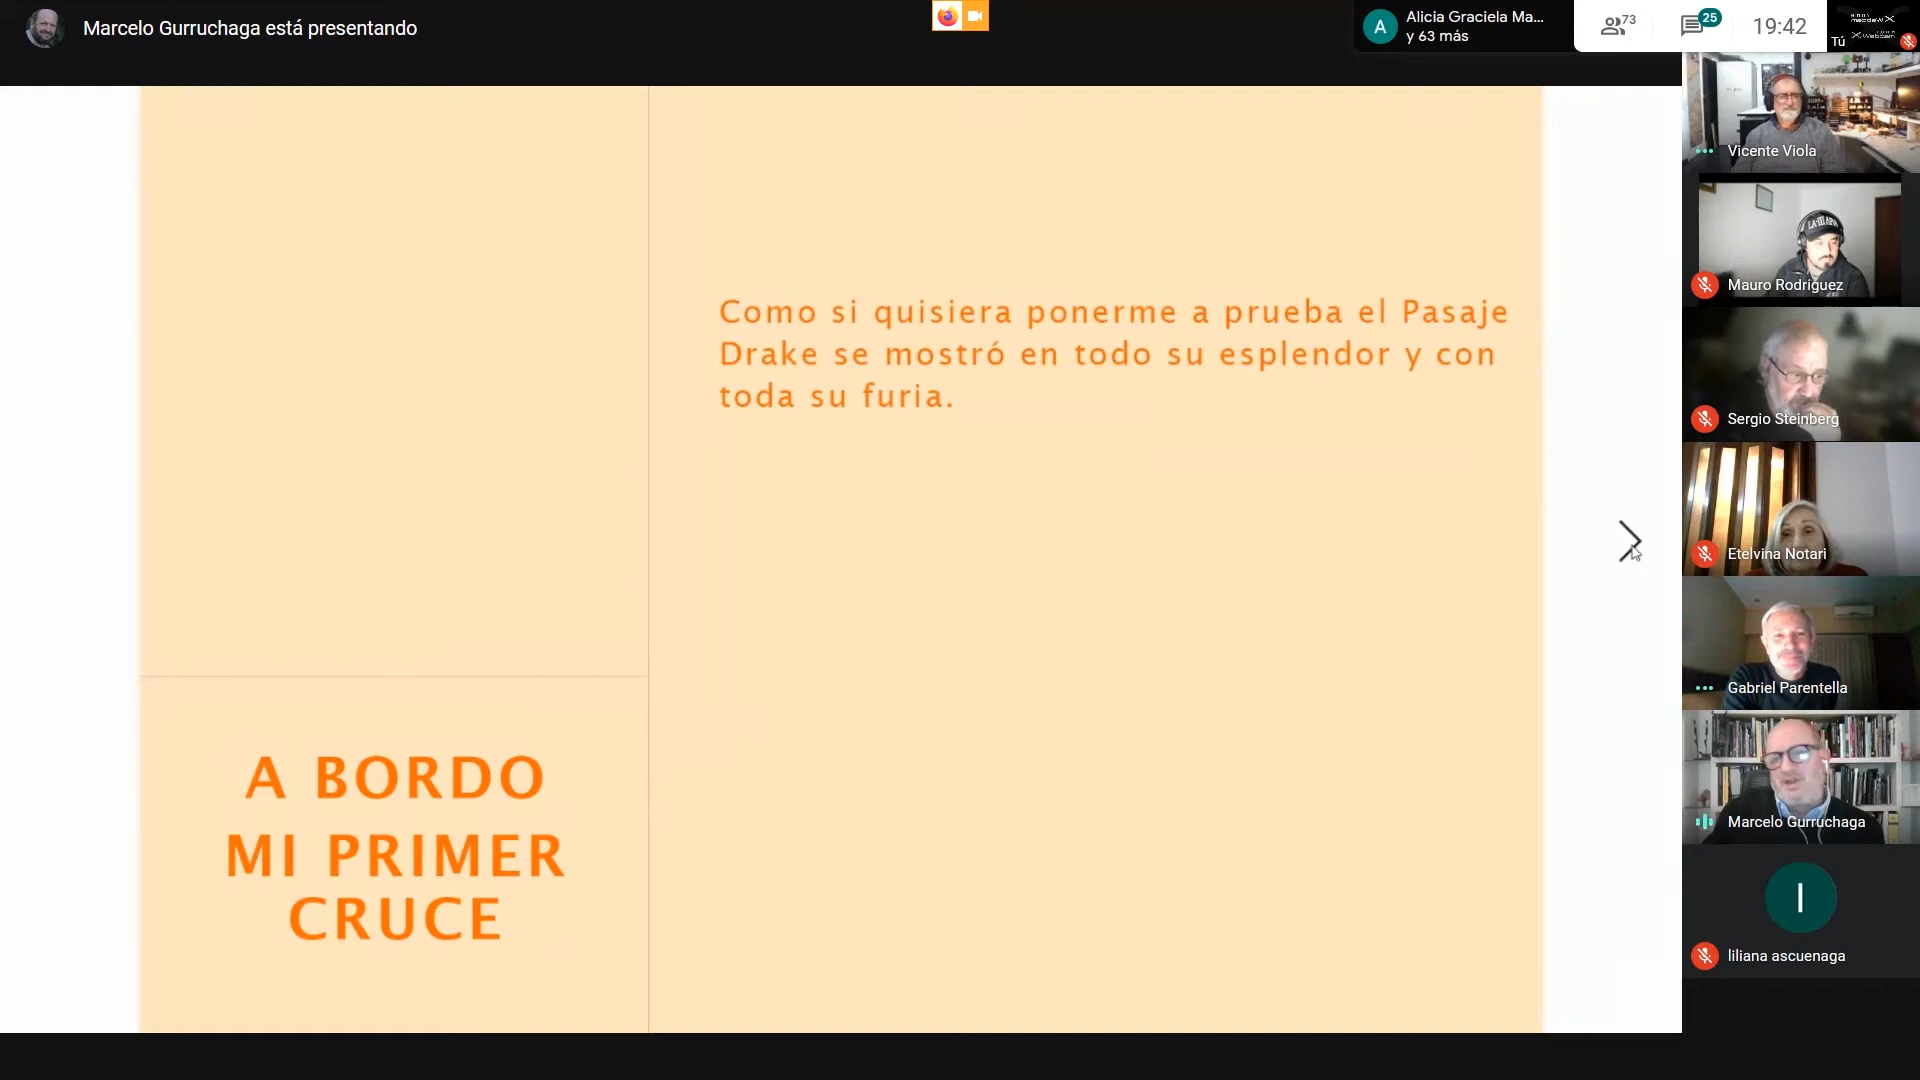 Marcelo Gurruchaga está presentando
A
Alicia Graciela Ma...
y 63 más
73
25
19:42
Tú
Vicente Viola
Mauro Rodriguez
Sergio Steinberg
Etelvina Notari
Gabriel Parentella
Marcelo Gurruchaga
I
liliana ascuenaga
Como si quisiera ponerme a prueba el Pasaje
Drake se mostró en todo su esplendor y con
toda su furia.
A BORDO
MI PRIMER
CRUCE